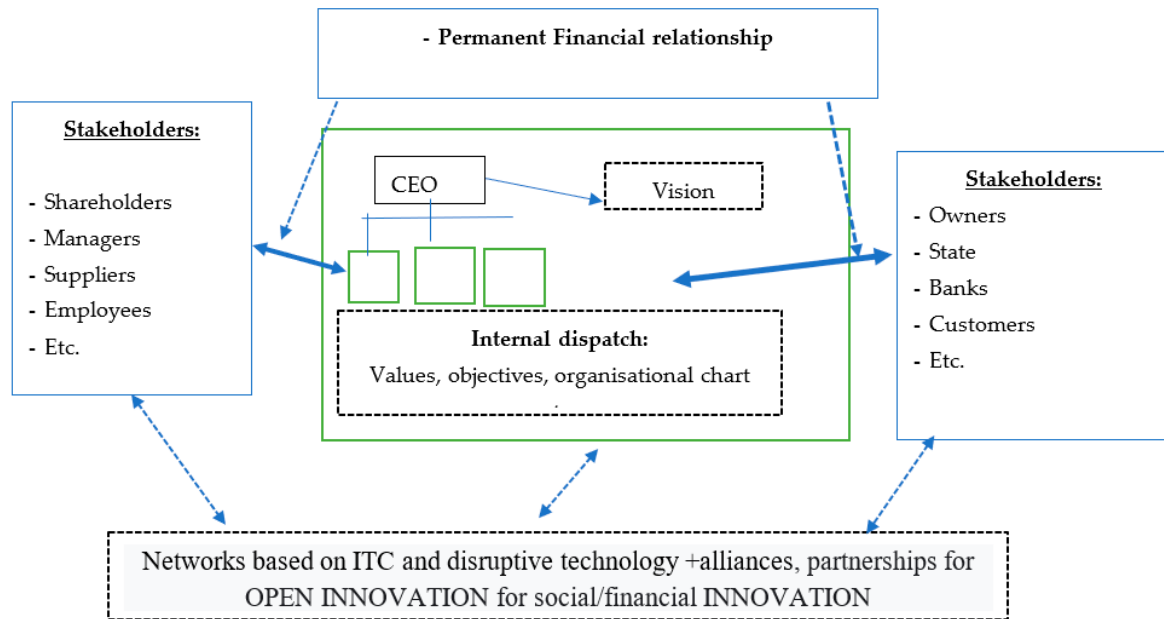 - Permanent Financial relationship
Stakeholders:
- Shareholders
- Managers
- Suppliers
- Employees
- Etc.
CEO
Vision
Internal dispatch:
Values, objectives, organisational chart
.
Stakeholders:
- Owners
- State
- Banks
- Customers
- Etc.
Networks based on ITC and disruptive technology +alliances, partnerships for
OPEN INNOVATION for social/financial INNOVATION